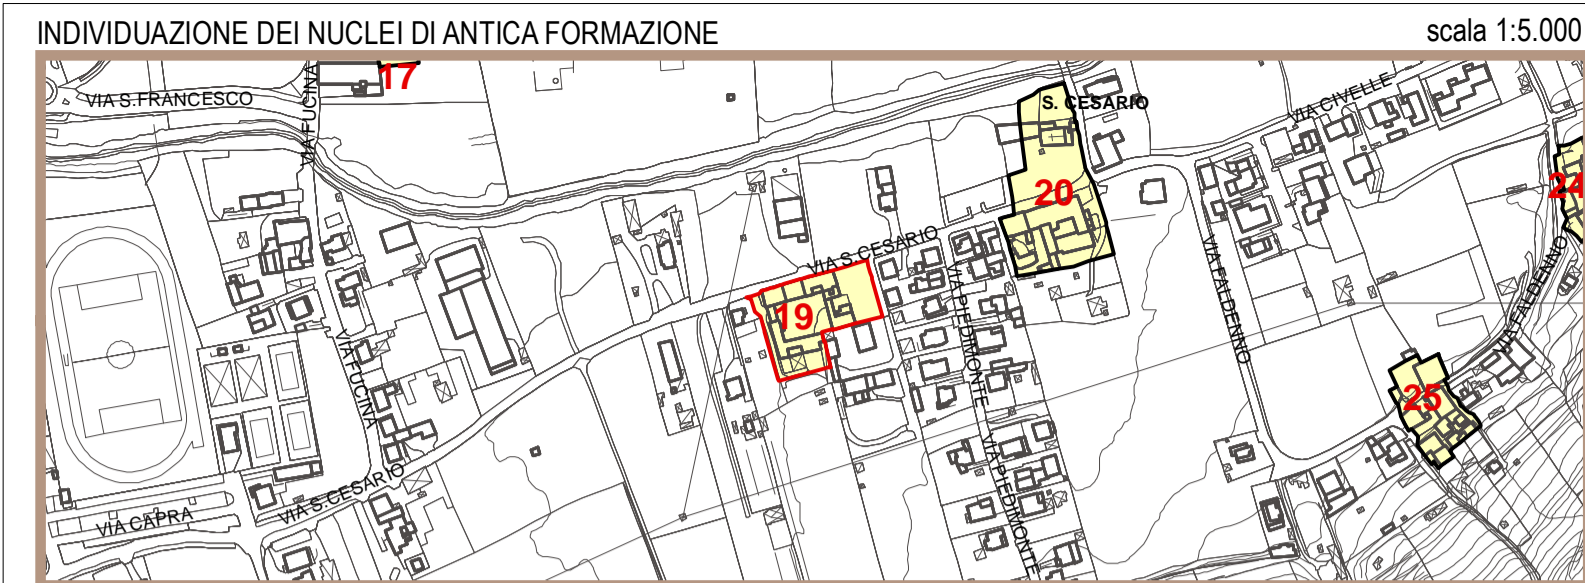 INDIVIDUAZIONE DEI NUCLEI DI ANTICA FORMAZIONE
scala 1:5.000
17
VIA S.FRANCESCO
VIA FUCINA
S. CESARIO
VIA CIVELLE
20
24
VIA S.CESARIO
VIA PIEDIMONTE
VIA FALDENNO
VIA FALDENNO
19
VIA FUCINA
25
VIA PIEDIMONTE
VIA S.CESARIO
VIA CAPRA